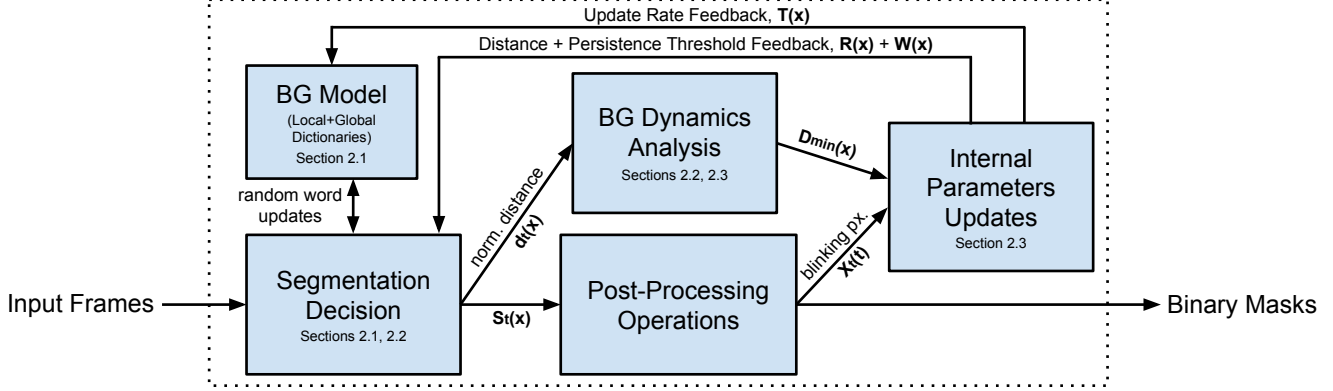 Update Rate Feedback, T(x)
Distance + Persistence Threshold Feedback, R(x) + W(x)
BG Model
(Local+Global
Dictionaries)
Section 2.1
random word
updates
BG Dynamics
Analysis
Sections 2.2, 2.3
Dmin(x)
Internal
Parameters
Updates
Section 2.3
norm. distance
dt(x)
blinking px.
Xt(t)
Input Frames
Segmentation
Decision
Sections 2.1, 2.2
St(x)
Post-Processing
Operations
Binary Masks